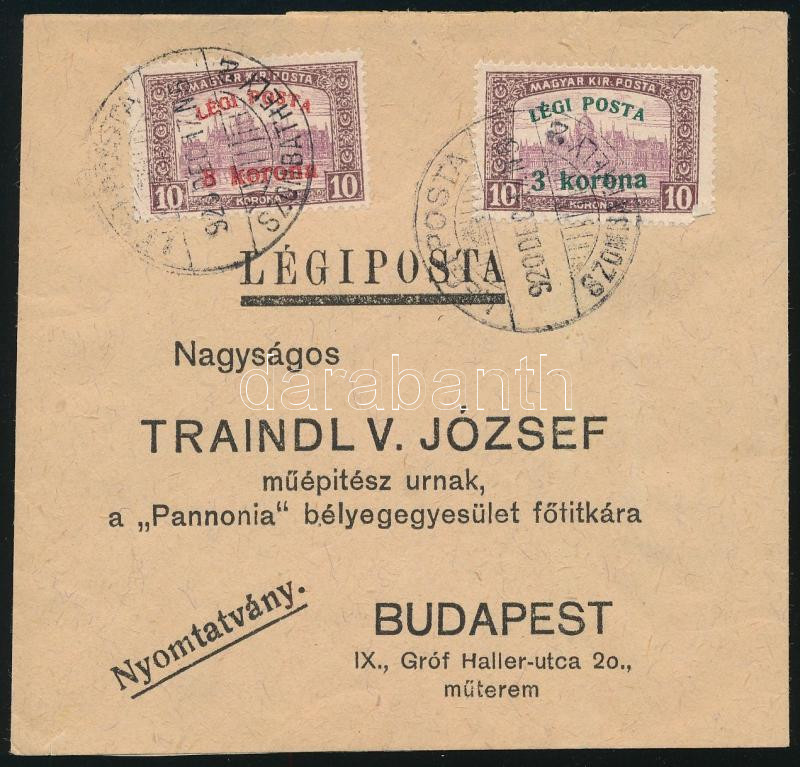 MAGYAR KIR. POSTA
LÉGI POSTA
8 korona
10 10
KORONA
MAGYAR KIR. POSTA
LÉGI POSTA
3 korona
10 10
KORONA
SZOMBATHELY
LÉGIPOSTA
Nagyságos
darabanth
TRAINDL V. JÓZSEF
műépitész urnak,
a „Pannonia“ bélyegegyesület főtitkára
Nyomtatvány.
BUDAPEST
IX., Gróf Haller-utca 2o.,
műterem